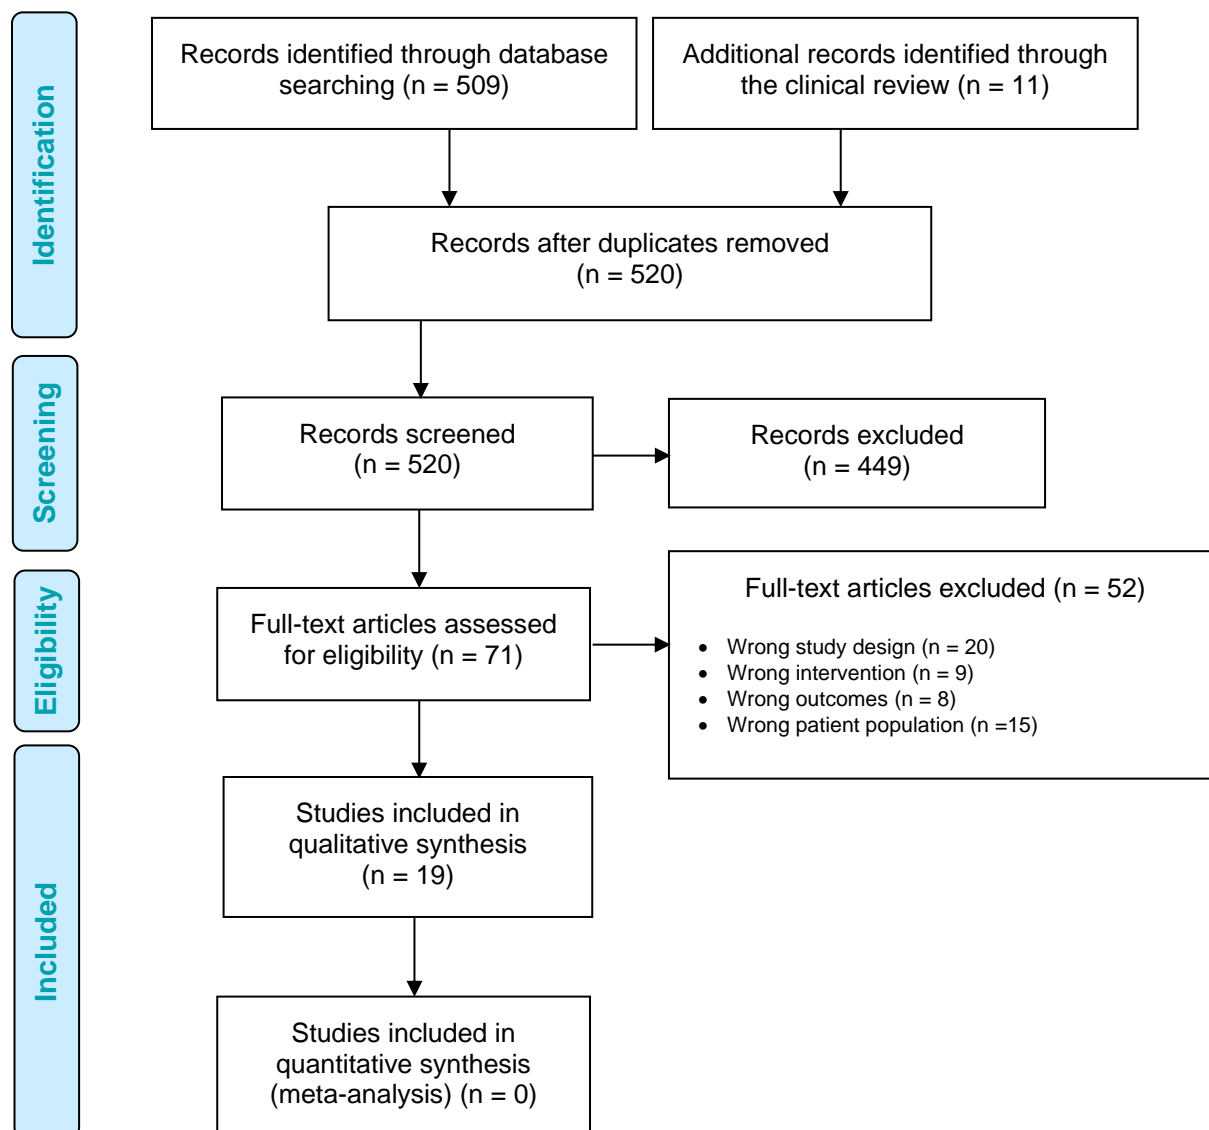 Identification
Records identified through database
searching (n = 509)
Additional records identified through
the clinical review (n = 11)
Records after duplicates removed
(n = 520)
Screening
Records screened
(n = 520)
Records excluded
(n = 449)
Eligibility
Full-text articles assessed
for eligibility (n = 71)
Full-text articles excluded (n = 52)
• Wrong study design (n = 20)
• Wrong intervention (n = 9)
• Wrong outcomes (n = 8)
• Wrong patient population (n =15)
Included
Studies included in
qualitative synthesis
(n = 19)
Studies included in
quantitative synthesis
(meta-analysis) (n = 0)